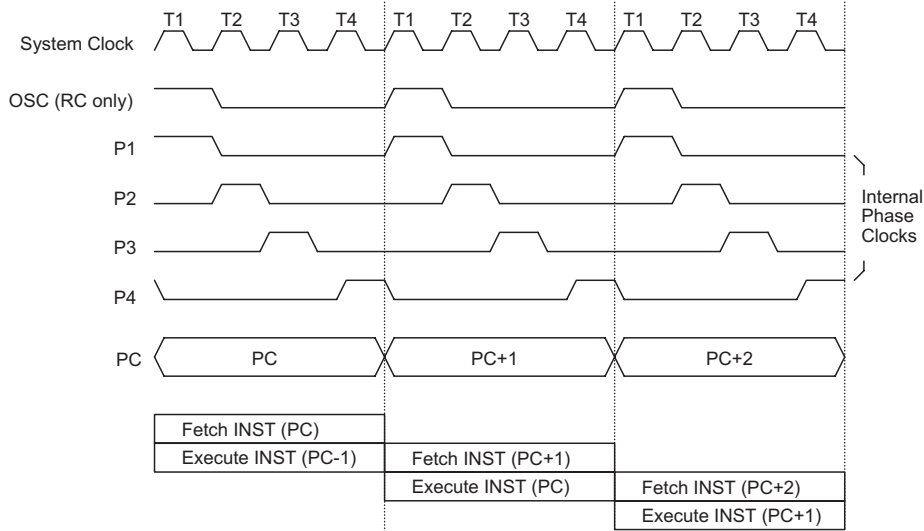 T1 T2 T3 T4 T1 T2 T3 T4 T1 T2 T3 T4
System Clock
OSC (RC only)
P1
P2
P3
P4
Internal
Phase
Clocks
PC PC PC+1 PC+2
Fetch INST (PC)
Execute INST (PC-1) Fetch INST (PC+1)
Execute INST (PC) Fetch INST (PC+2)
Execute INST (PC+1)